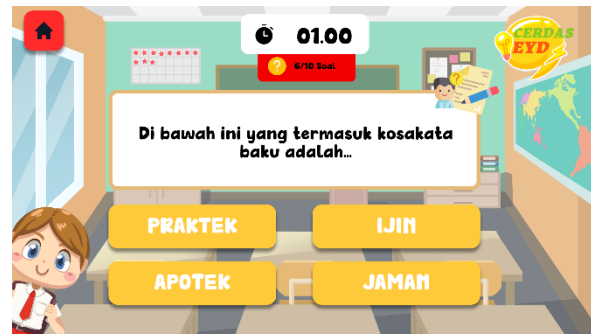 01.00
CERDAS
EYD
?
6/10 Soal
?
Di bawah ini yang termasuk kosakata
baku adalah...
PRAKTEK
IJIN
APOTEK
JAMAN